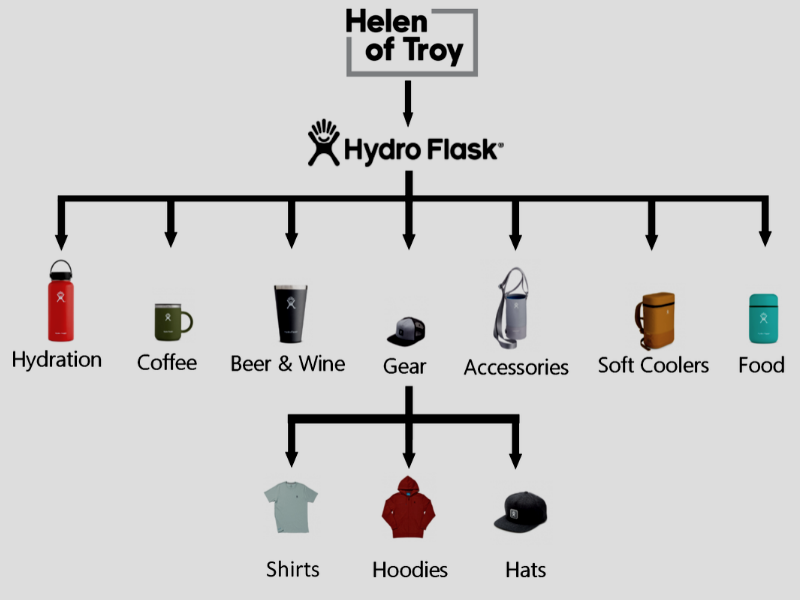 Helen
of Troy
Hydro Flask®
Hydration
Coffee
Beer & Wine
Gear
Accessories
Soft Coolers
Food
Shirts
Hoodies
Hats